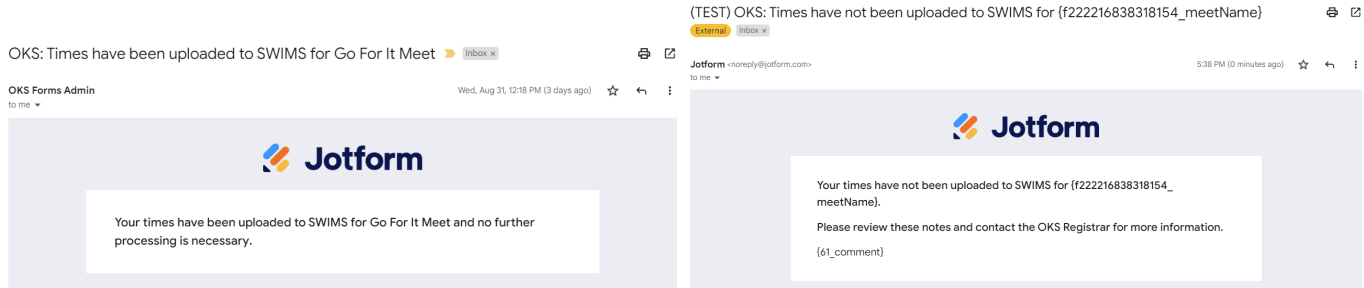 OKS: Times have been uploaded to SWIMS for Go For It Meet Inbox ×
OKS Forms Admin Wed, Aug 31, 12:18 PM (3 days ago)
to me
Jotform
Your times have been uploaded to SWIMS for Go For It Meet and no further
processing is necessary.
(TEST) OKS: Times have not been uploaded to SWIMS for {f222216838318154_meetName}
External Inbox ×
Jotform <noreply@jotform.com> 5:38 PM (0 minutes ago)
to me
Jotform
Your times have not been uploaded to SWIMS for {f222216838318154_
meetName}.
Please review these notes and contact the OKS Registrar for more information.
{61_comment}